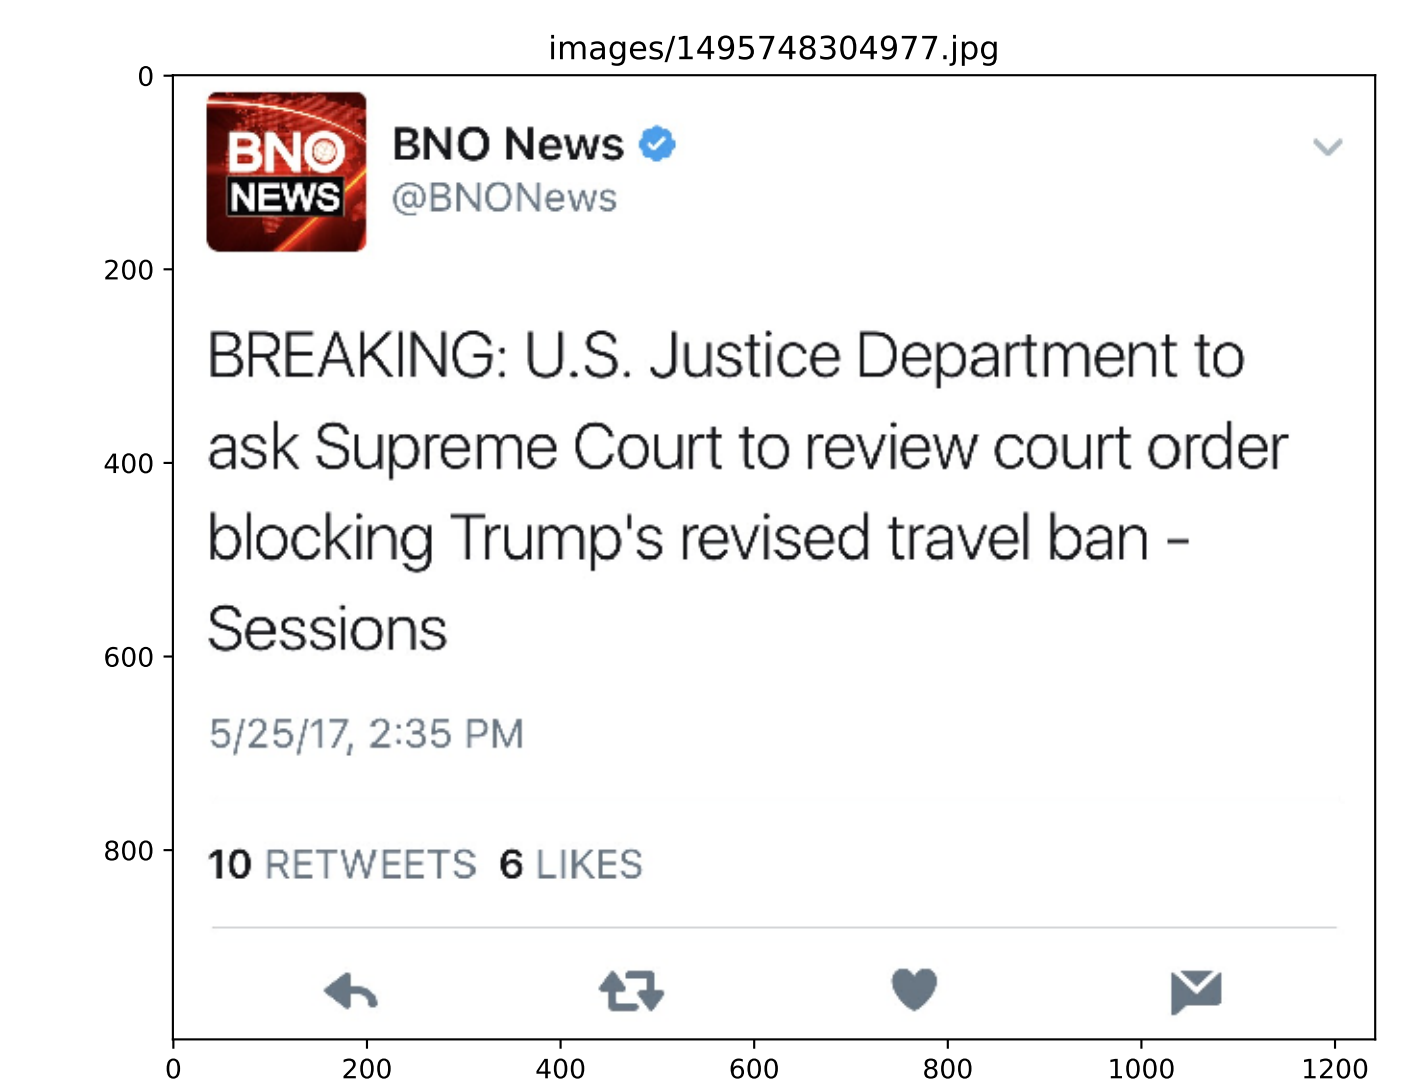 images/1495748304977.jpg
0
200
400
600
800
BNO
NEWS
BNO News
@BNONews
BREAKING: U.S. Justice Department to
ask Supreme Court to review court order
blocking Trump's revised travel ban -
Sessions
5/25/17, 2:35 PM
10 RETWEETS 6 LIKES
0 200 400 600 800 1000 1200